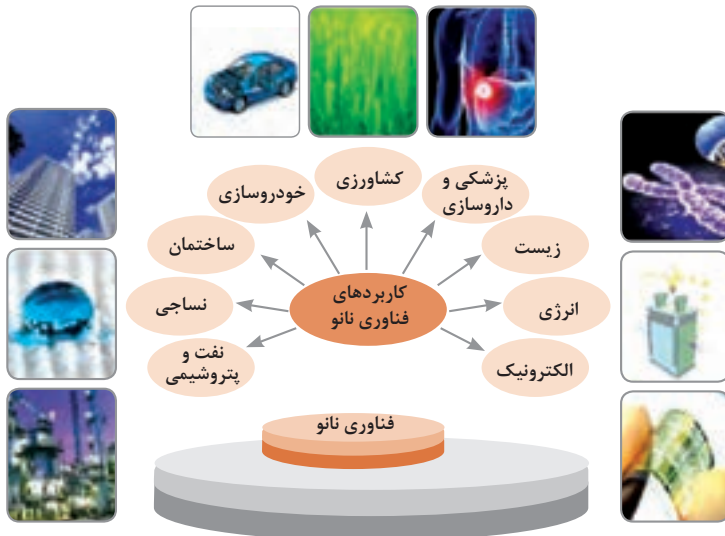 کشاورزی
پزشکی و
داروسازی
خودروسازی
زیست
ساختمان
انرژی
نساجی
الکترونیک
نفت و
پتروشیمی
کاربردهای
فناوری نانو
فناوری نانو